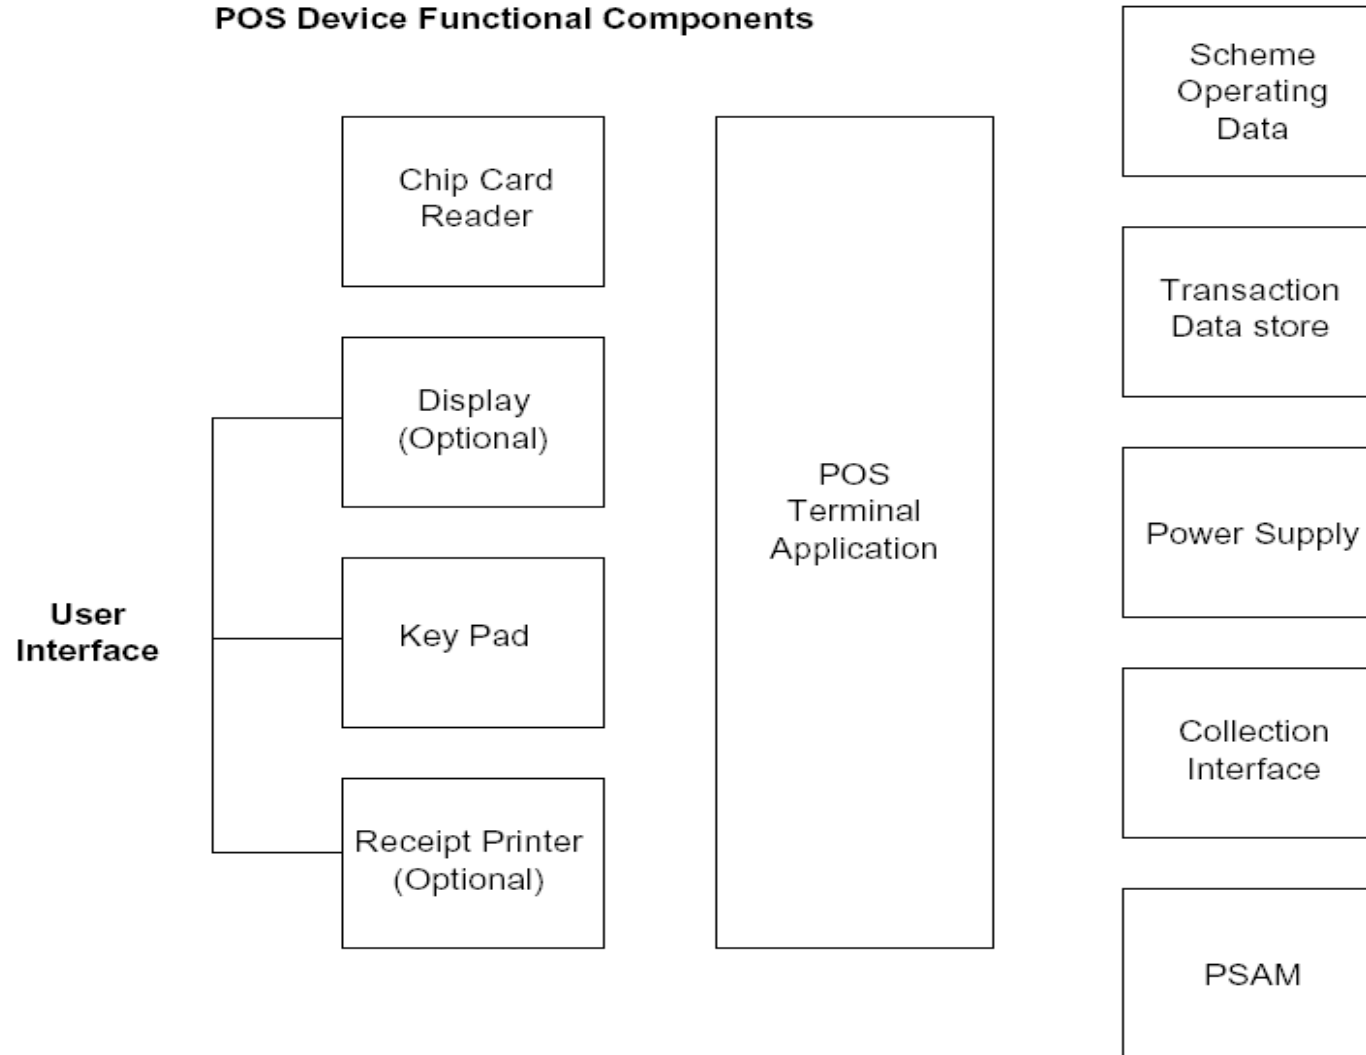 POS Device Functional Components
Scheme
Operating
Data
Chip Card
Reader
Transaction
Data store
Display
(Optional)
POS
Terminal
Application
Power Supply
User
Interface
Key Pad
Collection
Interface
Receipt Printer
(Optional)
PSAM